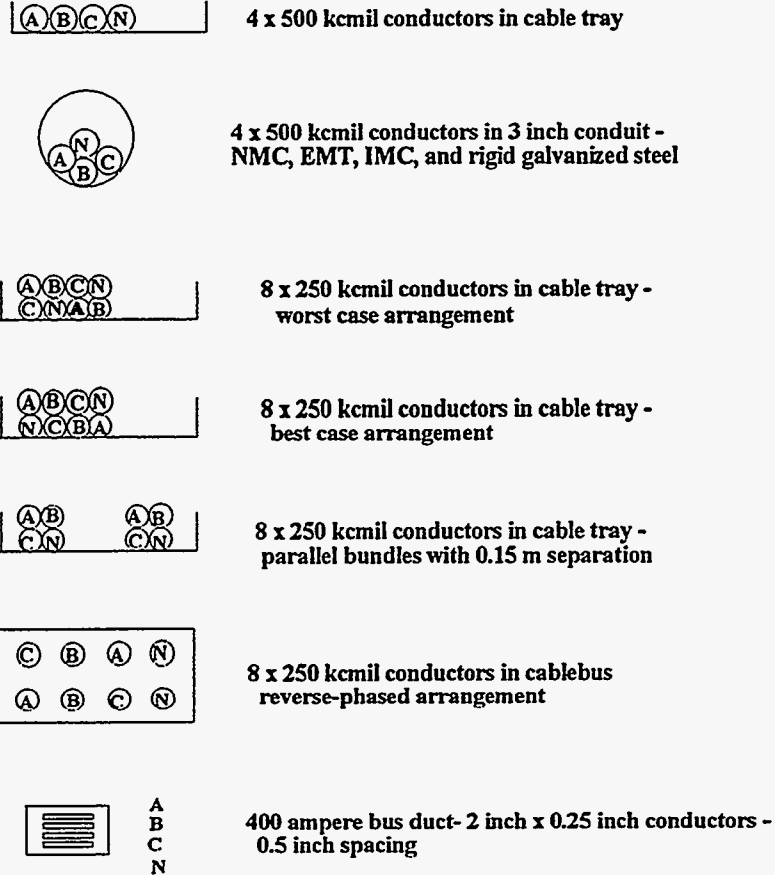 A B C N 4 x 500 kcmil conductors in cable tray
N
A C
B
4 x 500 kcmil conductors in 3 inch conduit -
NMC, EMT, IMC, and rigid galvanized steel
A B C N
C N A B
8 x 250 kcmil conductors in cable tray -
worst case arrangement
A B C N
N C B A
8 x 250 kcmil conductors in cable tray -
best case arrangement
A B A B
C N C N
8 x 250 kcmil conductors in cable tray -
parallel bundles with 0.15 m separation
C B A N
A B C N
8 x 250 kcmil conductors in cablebus
reverse-phased arrangement
A
B
C
N
400 ampere bus duct- 2 inch x 0.25 inch conductors -
0.5 inch spacing